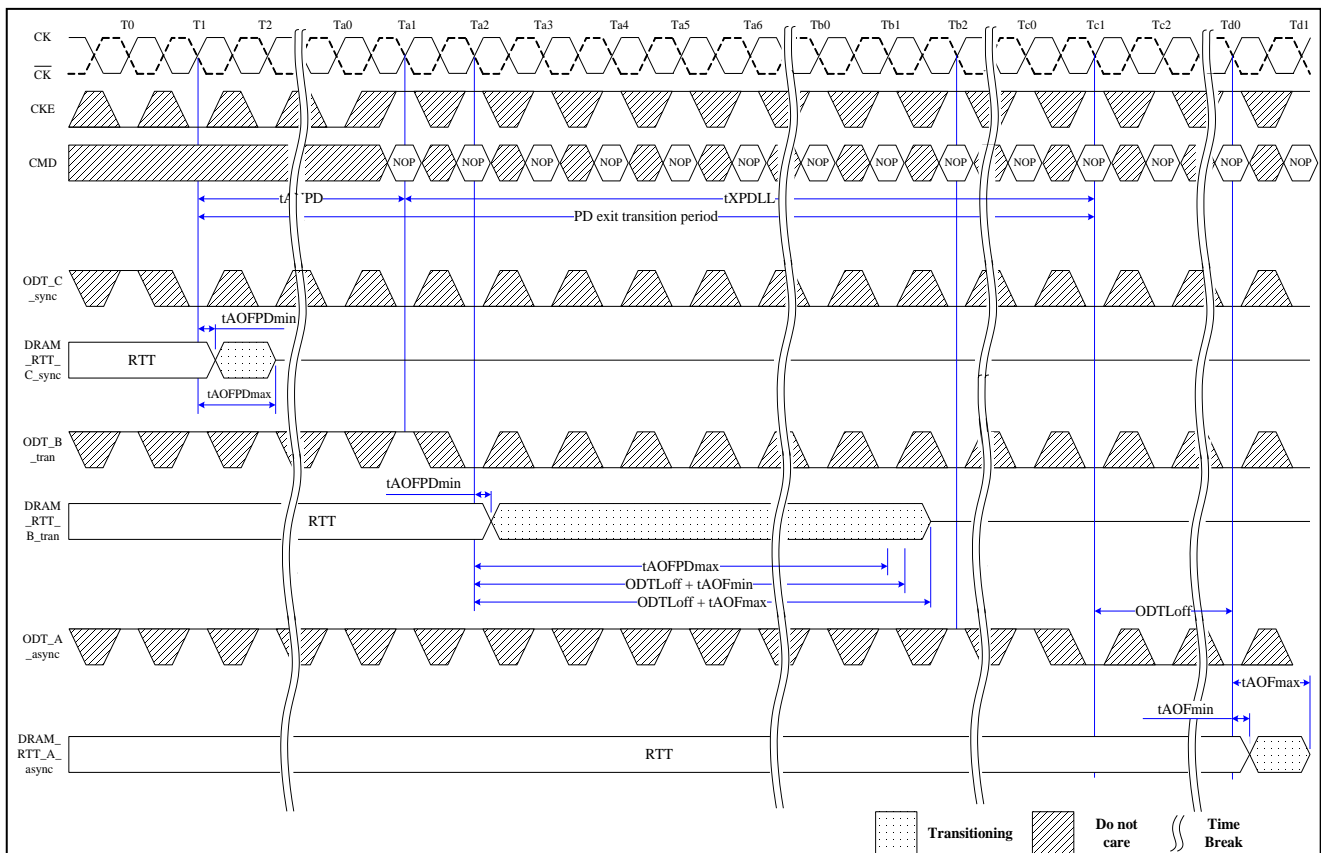 T0 T1 T2 Ta0 Ta1 Ta2 Ta3 Ta4 Ta5 Ta6 Tb0 Tb1 Tb2 Tc0 Tc1 Tc2 Td0 Td1
CK
CK
CKE
CMD
NOP NOP NOP NOP NOP NOP NOP NOP NOP NOP NOP NOP NOP NOP
tXPDLL
PD exit transition period
ODT_C
_sync
tAOFPDmin
DRAM
_RTT_
C_sync
RTT
tAOFPDmax
ODT_B
_tran
tAOFPDmin
DRAM
_RTT_
B_tran
RTT
tAOFPDmax
ODTLoff + tAOFmin
ODTLoff + tAOFmax
ODTLoff
ODT_A
_async
tAOFmax
tAOFmin
DRAM_
RTT_A_
async
RTT
Transitioning
Do not
care
Time
Break